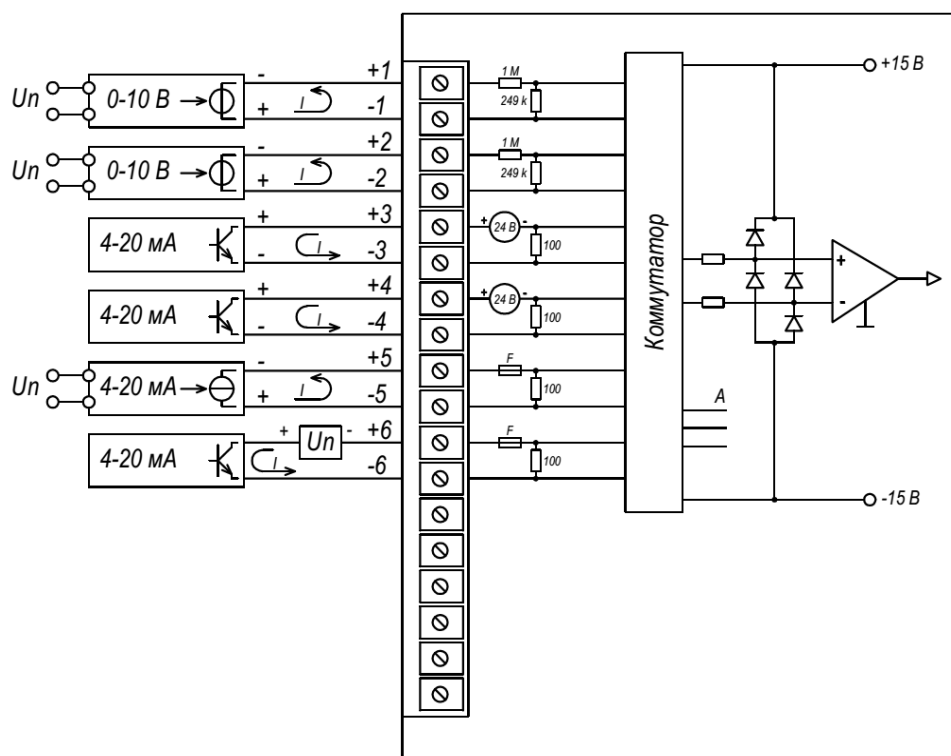 +1
+15 В
-
1 M
Un
0-10 В
I
249 k
+
-1
+2
-
1 M
Un
0-10 В
I
249 k
+
-2
+3
+
+ 24 В -
4-20 мА
I
100
-
-3
+
-
+4
+
+ 24 В -
4-20 мА
I
100
-
-4
Коммутатор
+5
-
F
Un
4-20 мА
I
100
+
-5
A
+ Un -
+6
F
4-20 мА
I
100
-6
-15 В